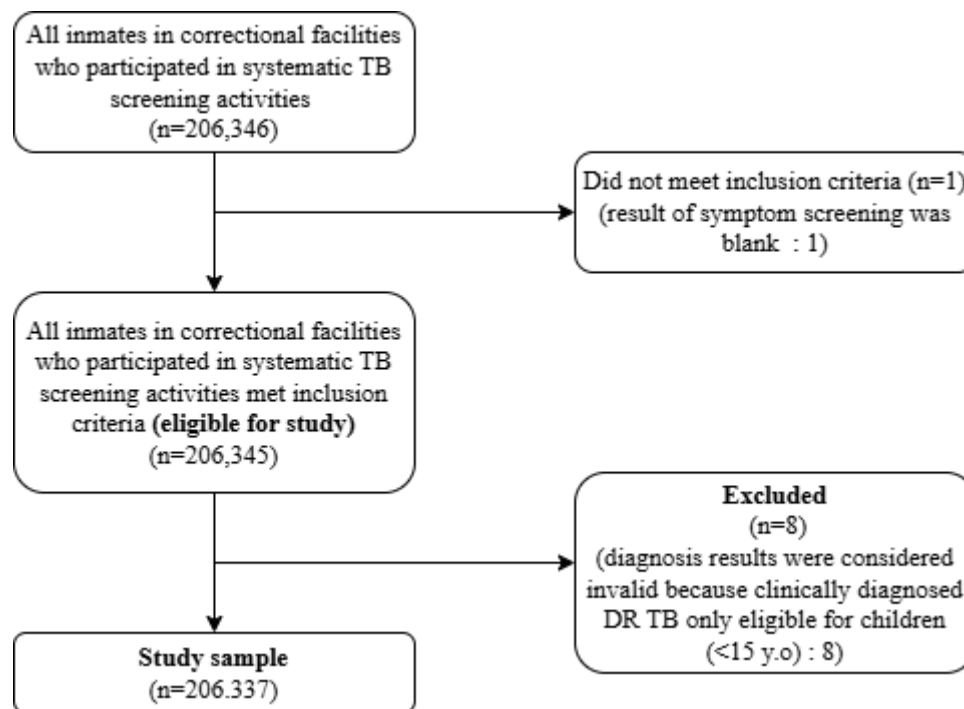 All inmates in correctional facilities
who participated in systematic TB
screening activities
(n=206,346)
Did not meet inclusion criteria (n=1)
(result of symptom screening was
blank : 1)
All inmates in correctional facilities
who participated in systematic TB
screening activities met inclusion
criteria (eligible for study)
(n=206,345)
Excluded
(n=8)
(diagnosis results were considered
invalid because clinically diagnosed
DR TB only eligible for children
(<15 y.o) : 8)
Study sample
(n=206.337)